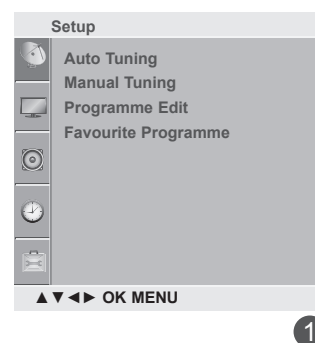 Setup
Auto Tuning
Manual Tuning
Programme Edit
Favourite Programme
▲▼◄► OK MENU
1